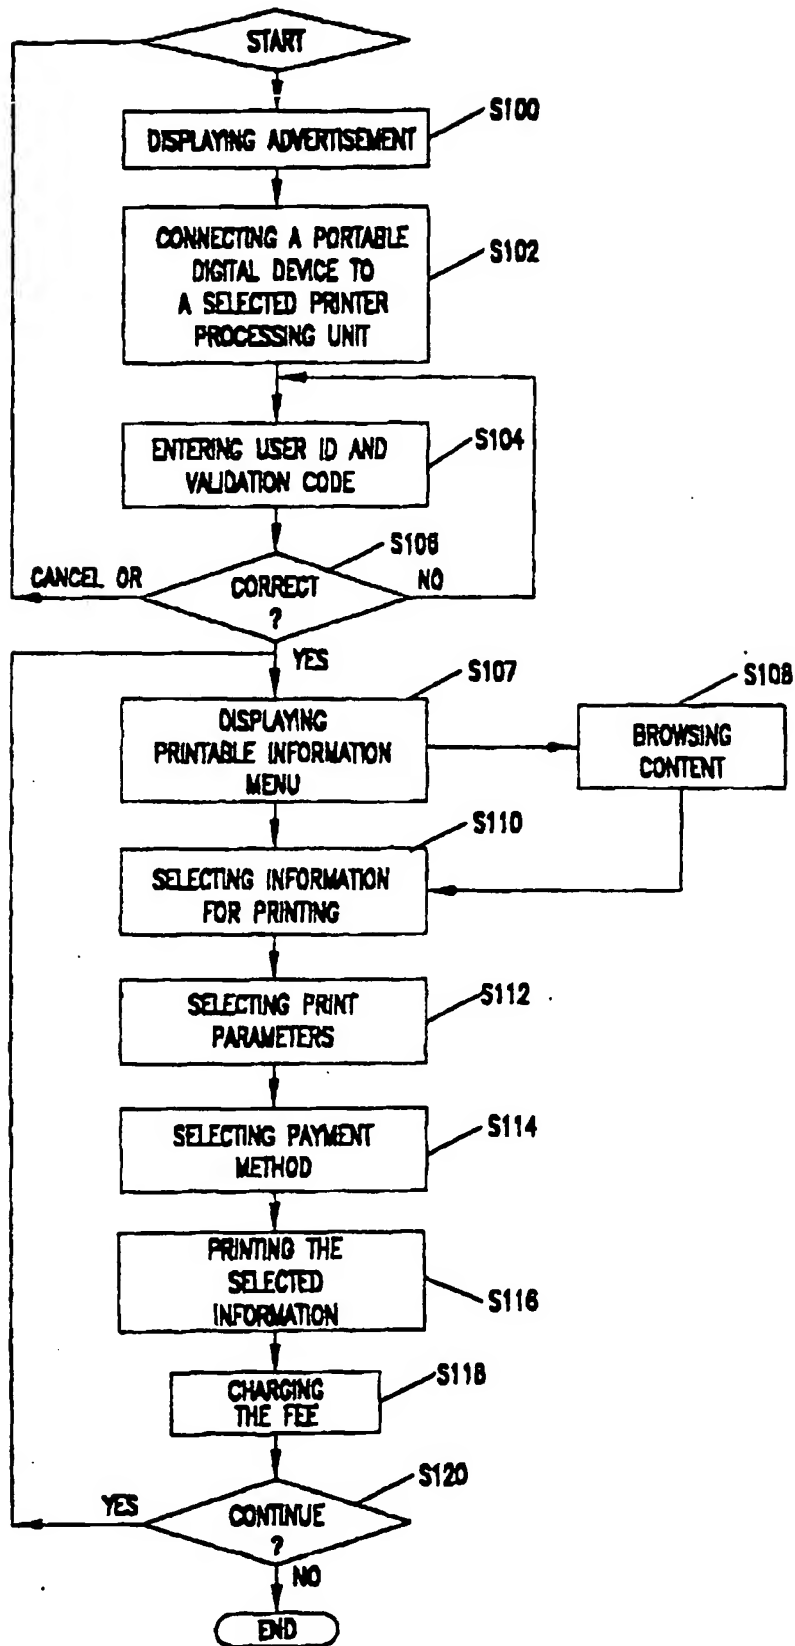 START
S100
DISPLAYING ADVERTISEMENT
CONNECTING A PORTABLE
DIGITAL DEVICE TO
A SELECTED PRINTER
PROCESSING UNIT
S102
ENTERING USER ID AND
VALIDATION CODE
S104
S106
CANCEL OR
CORRECT
?
NO
YES
S107
DISPLAYING
PRINTABLE INFORMATION
MENU
S108
BROWSING
CONTENT
S110
SELECTING INFORMATION
FOR PRINTING
SELECTING PRINT
PARAMETERS
S112
SELECTING PAYMENT
METHOD
S114
PRINTING THE
SELECTED
INFORMATION
S116
CHARGING
THE FEE
S118
S120
YES
CONTINUE
?
NO
END